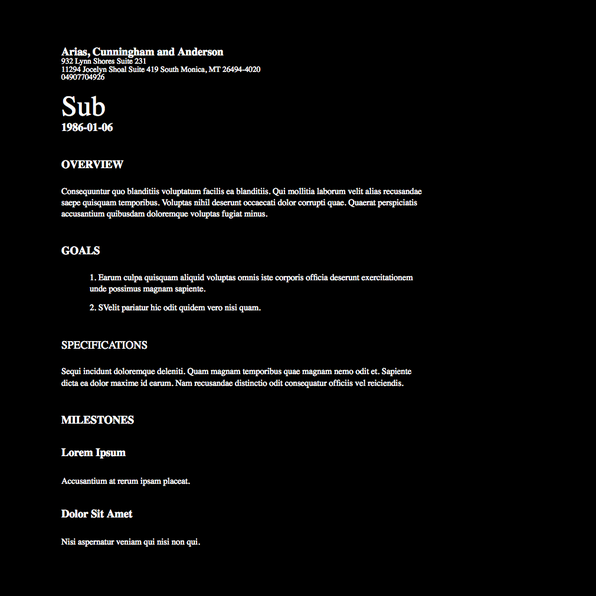 Arias, Cunningham and Anderson
932 Lynn Shores Suite 231
11294 Jocelyn Shoal Suite 419 South Monica, MT 26494-4020
04907704926
Sub
1986-01-06
OVERVIEW
Consequuntur quo blanditiis voluptatum facilis ea blanditiis. Qui mollitia laborum velit alias recusandae
saepe quisquam temporibus. Voluptas nihil deserunt occaecati dolor corrupti quae. Quaerat perspiciatis
accusantium quibusdam doloremque voluptas fugiat minus.
GOALS
1. Earum culpa quisquam aliquid voluptas omnis iste corporis officia deserunt exercitationem
unde possimus magnam sapiente.
2. SVelit pariatur hic odit quidem vero nisi quam.
SPECIFICATIONS
Sequi incidunt doloremque deleniti. Quam magnam temporibus quae magnam nemo odit et. Sapiente
dicta ea dolor maxime id earum. Nam recusandae distinctio odit consequatur officiis vel reiciendis.
MILESTONES
Lorem Ipsum
Accusantium at rerum ipsam placeat.
Dolor Sit Amet
Nisi aspernatur veniam qui nisi non qui.